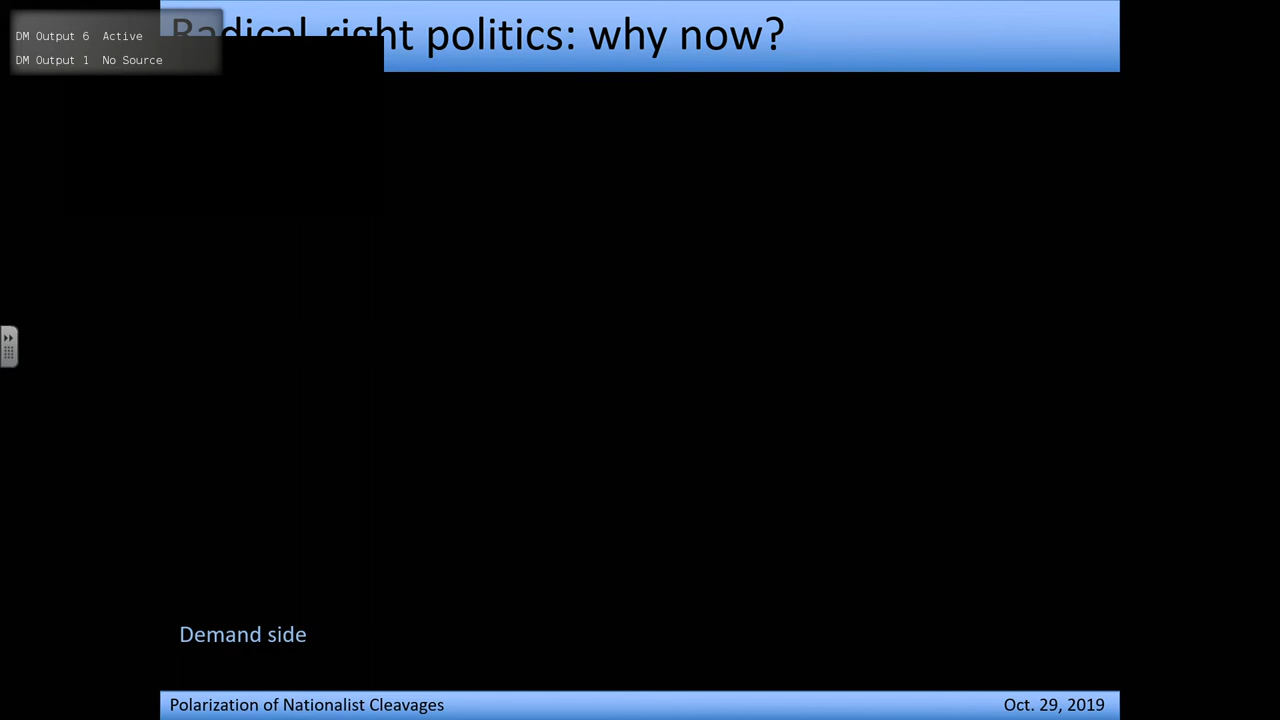 DM Output 6 Active
DM Output 1 No Source
Radical right politics: why now?
Demand side
Polarization of Nationalist Cleavages
Oct. 29, 2019